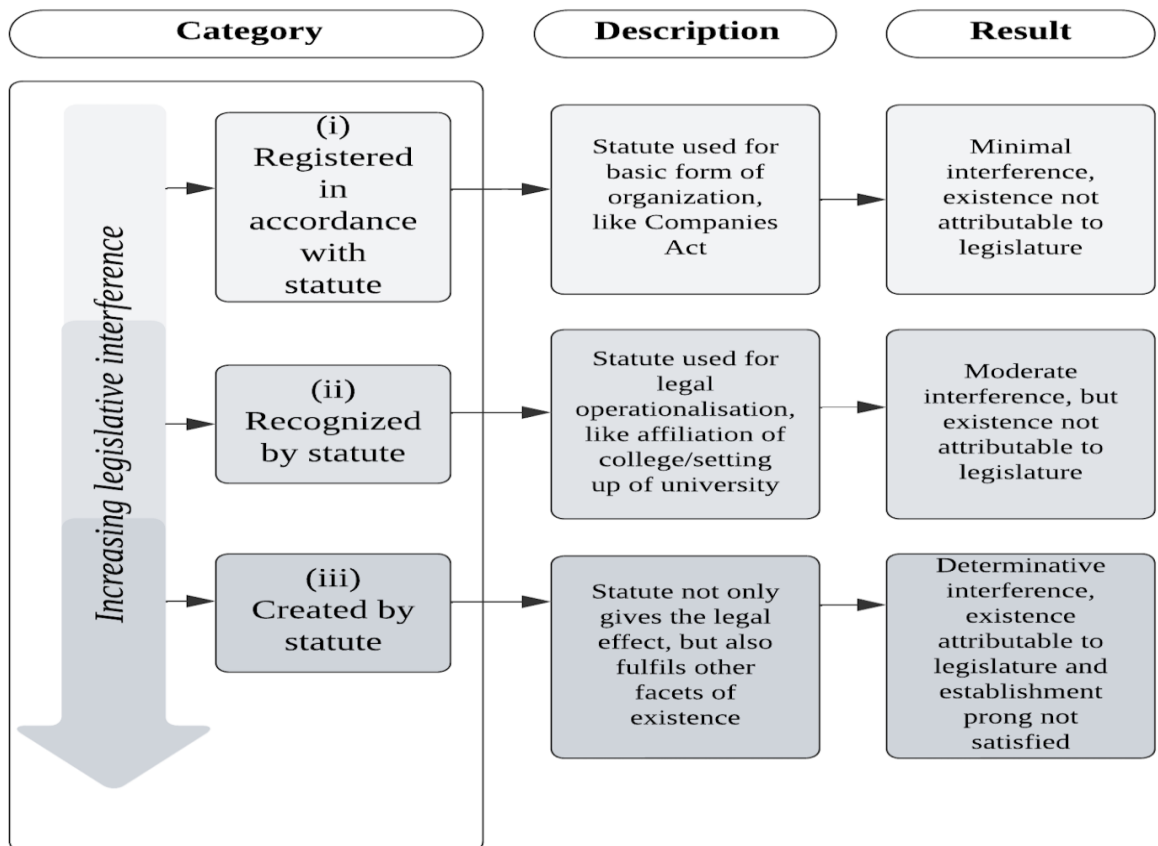 Category
Description
Result
Increasing legislative interference
(i)
Registered
in
accordance
with
statute
Statute used for
basic form of
organization,
like Companies
Act
Minimal
interference,
existence not
attributable to
legislature
(ii)
Recognized
by statute
Statute used for
legal
operationalisation,
like affiliation of
college/setting
up of university
Moderate
interference, but
existence not
attributable to
legislature
(iii)
Created by
statute
Statute not only
gives the legal
effect, but also
fulfils other
facets of
existence
Determinative
interference,
existence
attributable to
legislature and
establishment
prong not
satisfied